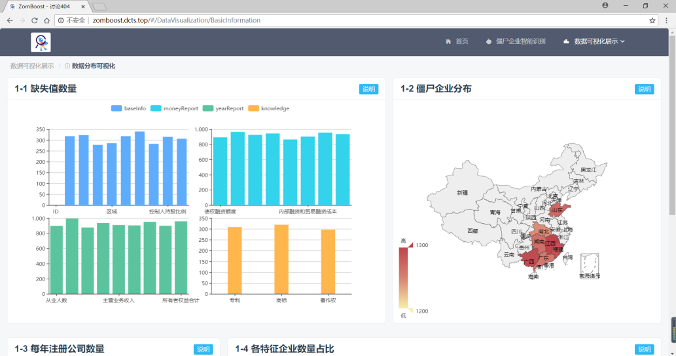 ZomBoost - 讨论404
不安全 | zomboost.dcts.top/#/DataVisualization/BasicInformation
首页
僵尸企业智能识别
数据可视化展示
数据可视化展示
数据分布可视化
1-1 缺失值数量
说明
baseInfo
moneyReport
yearReport
knowledge
350
300
250
200
150
100
50
0
ID
区域
控制人持股比例
1,000
800
600
400
200
0
债权融资额度
内部融资和贸易融资成本
1,000
800
600
400
200
0
从业人数
主营业务收入
所有者权益合计
350
300
250
200
150
100
50
0
专利
商标
著作权
1-2 僵尸企业分布
说明
黑龙江
吉林
辽宁
内蒙古
北京
新疆
宁夏
山西
山东
青海
甘肃
陕西
河南
江苏
西藏
四川
湖北
安徽
上海
重庆
浙江
湖南
江西
贵州
福建
云南
广西
广东
台湾
香港
海南
南海诸岛
高
1300
1200
低
1-3 每年注册公司数量
说明
1-4 各特征企业数量占比
说明